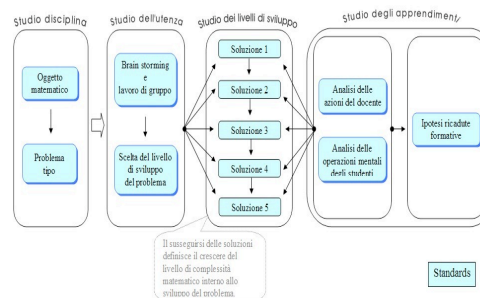 Studio disciplina
Oggetto
matematico
Problema
tipo
Studio dell'utenza
Brain storming
e
lavoro di gruppo
Scelta del livello
di sviluppo
del problema
Studio dei livelli di sviluppo
Soluzione 1
Soluzione 2
Soluzione 3
Soluzione 4
Soluzione 5
Il susseguirsi delle soluzioni
definisce il crescere del
livello di complessità
matematico interno allo
sviluppo del problema.
Studio degli apprendimenti
Analisi delle
azioni del docente
Analisi delle
operazioni mentali
degli studenti
Ipotesi ricadute
formative
Standards